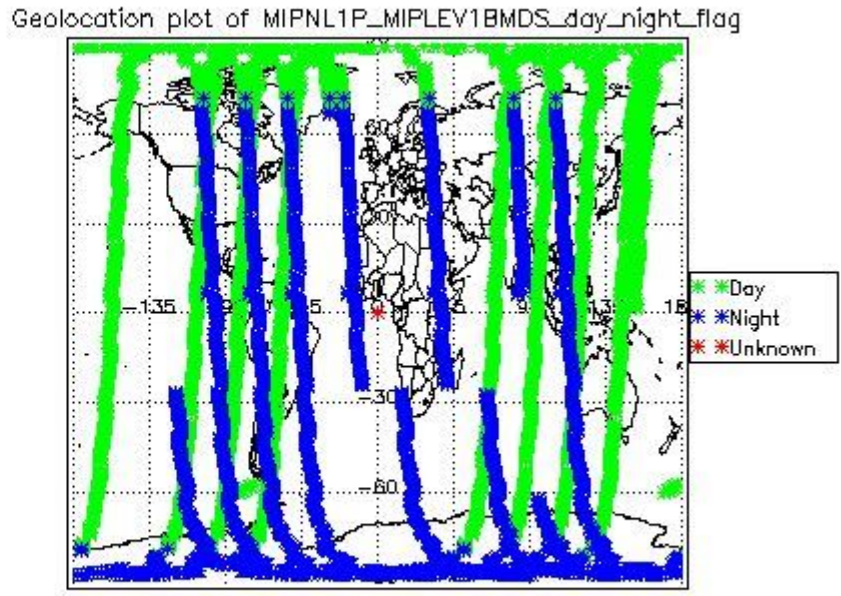 Geolocation plot of MIPNL1P_MIPLEV1BMDS_day_night_flag
-135
-30
-60
Day
Night
Unknown